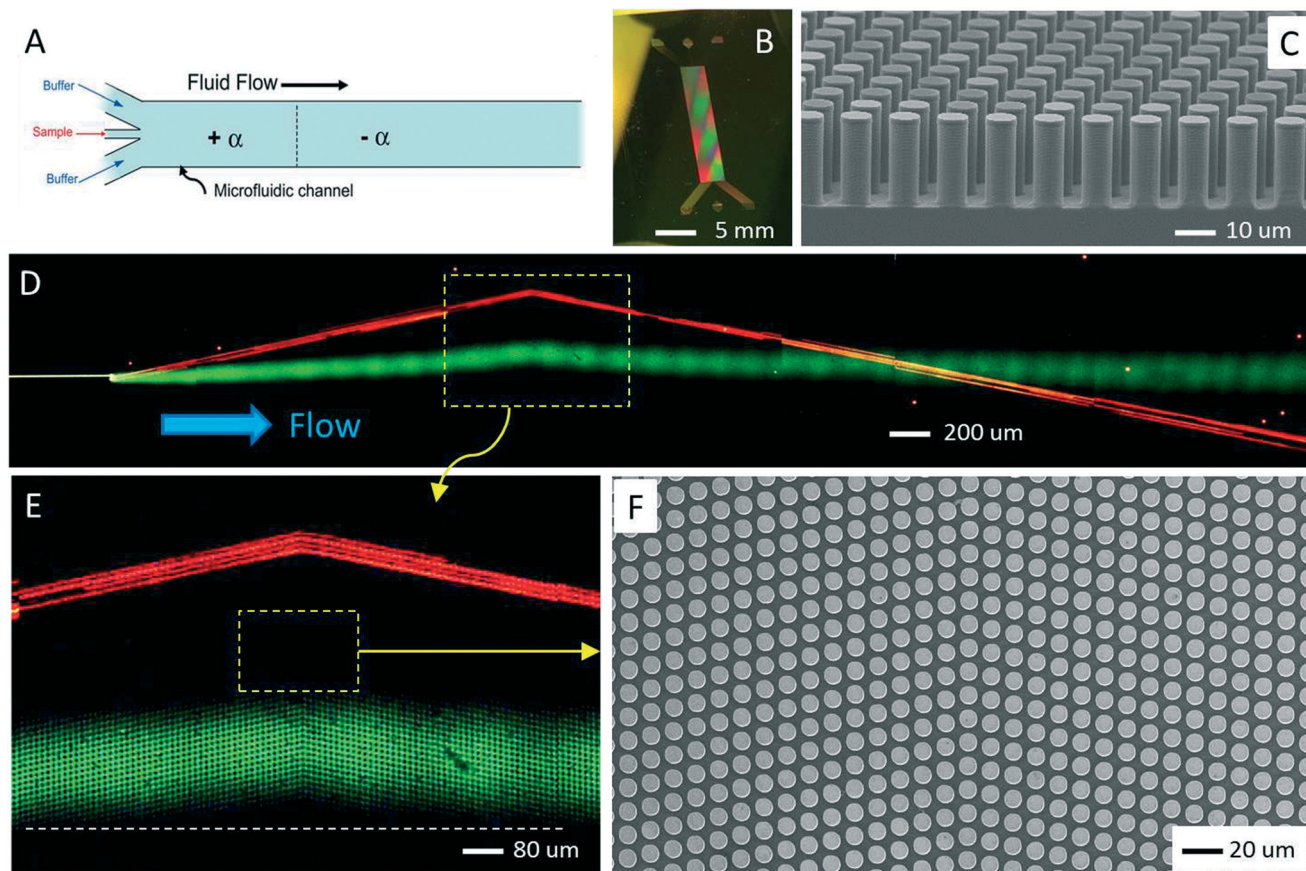 A
Fluid Flow
Buffer
Sample
+ α
- α
Buffer
Microfluidic channel
B
5 mm
C
10 um
D
Flow
200 um
E
80 um
F
20 um